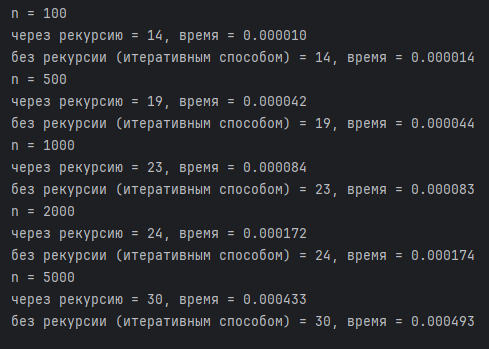 n = 100
через рекурсию = 14, время = 0.000010
без рекурсии (итеративным способом) = 14, время = 0.000014
n = 500
через рекурсию = 19, время = 0.000042
без рекурсии (итеративным способом) = 19, время = 0.000044
n = 1000
через рекурсию = 23, время = 0.000084
без рекурсии (итеративным способом) = 23, время = 0.000083
n = 2000
через рекурсию = 24, время = 0.000172
без рекурсии (итеративным способом) = 24, время = 0.000174
n = 5000
через рекурсию = 30, время = 0.000433
без рекурсии (итеративным способом) = 30, время = 0.000493